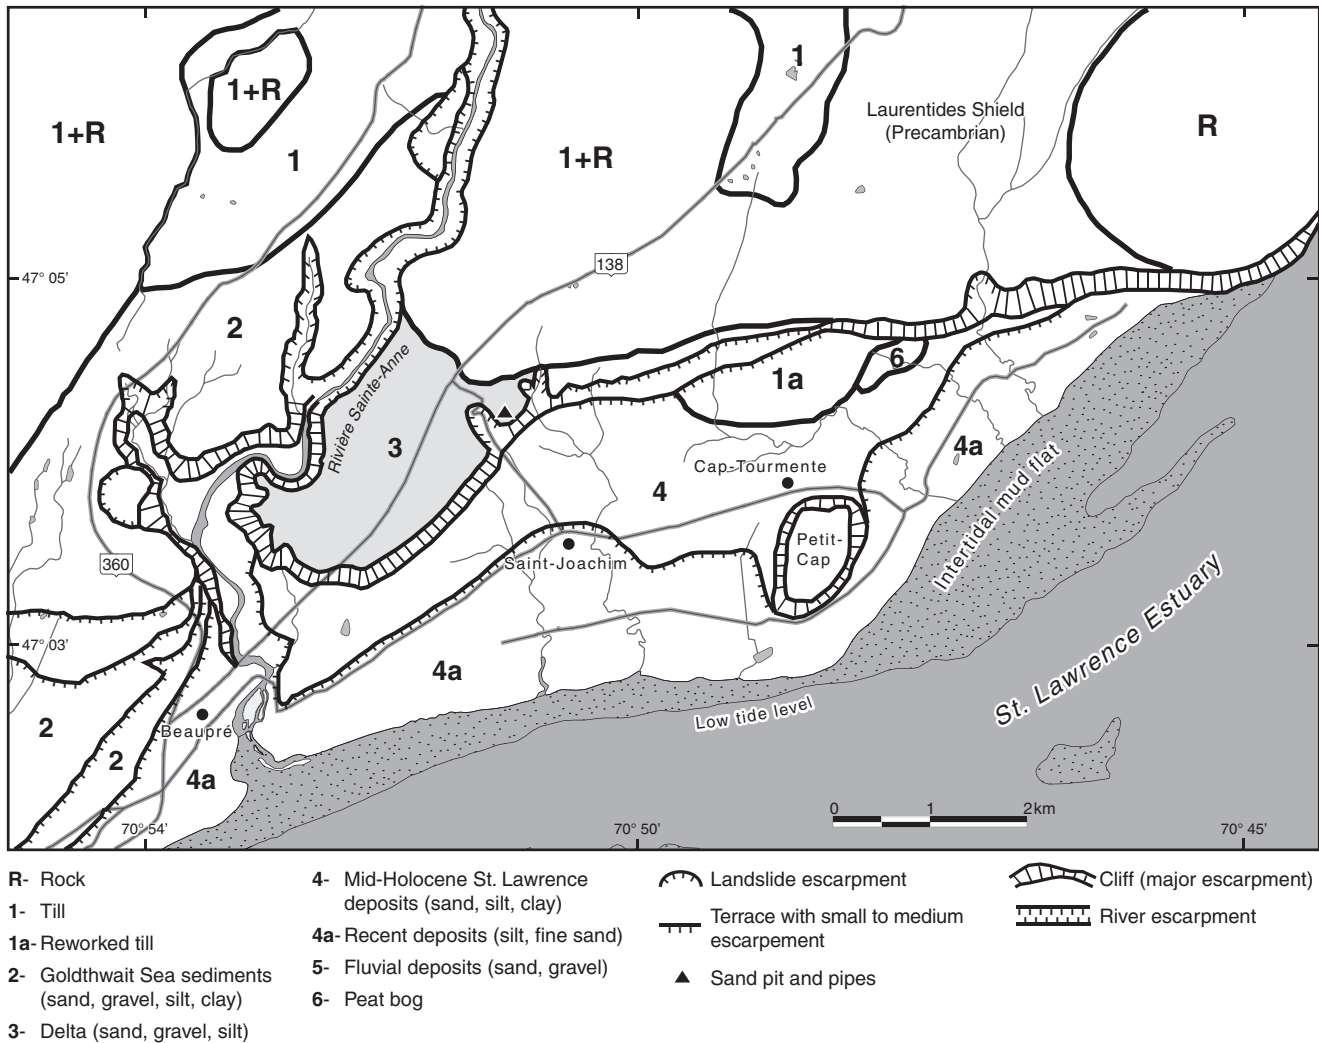 1
1+R
Laurentides Shield
(Precambrian)
R
1+R
1
1+R
138
47° 05’
2
6
1a
Rivière Sainte-Anne
3
4a
Cap-Tourmente
4
Intertidal mud flat
Petit-
Cap
Saint-Joachim
360
St. Lawrence Estuary
47° 03’
4a
Low tide level
2
Beaupré
2
4a
0 1 2km
70° 54’ 70° 50’ 70° 45’
R- Rock
1- Till
1a- Reworked till
2- Goldthwait Sea sediments
(sand, gravel, silt, clay)
3- Delta (sand, gravel, silt)
4- Mid-Holocene St. Lawrence
deposits (sand, silt, clay)
4a- Recent deposits (silt, fine sand)
5- Fluvial deposits (sand, gravel)
6- Peat bog
Landslide escarpment
Terrace with small to medium
escarpement
Sand pit and pipes
Cliff (major escarpment)
River escarpment